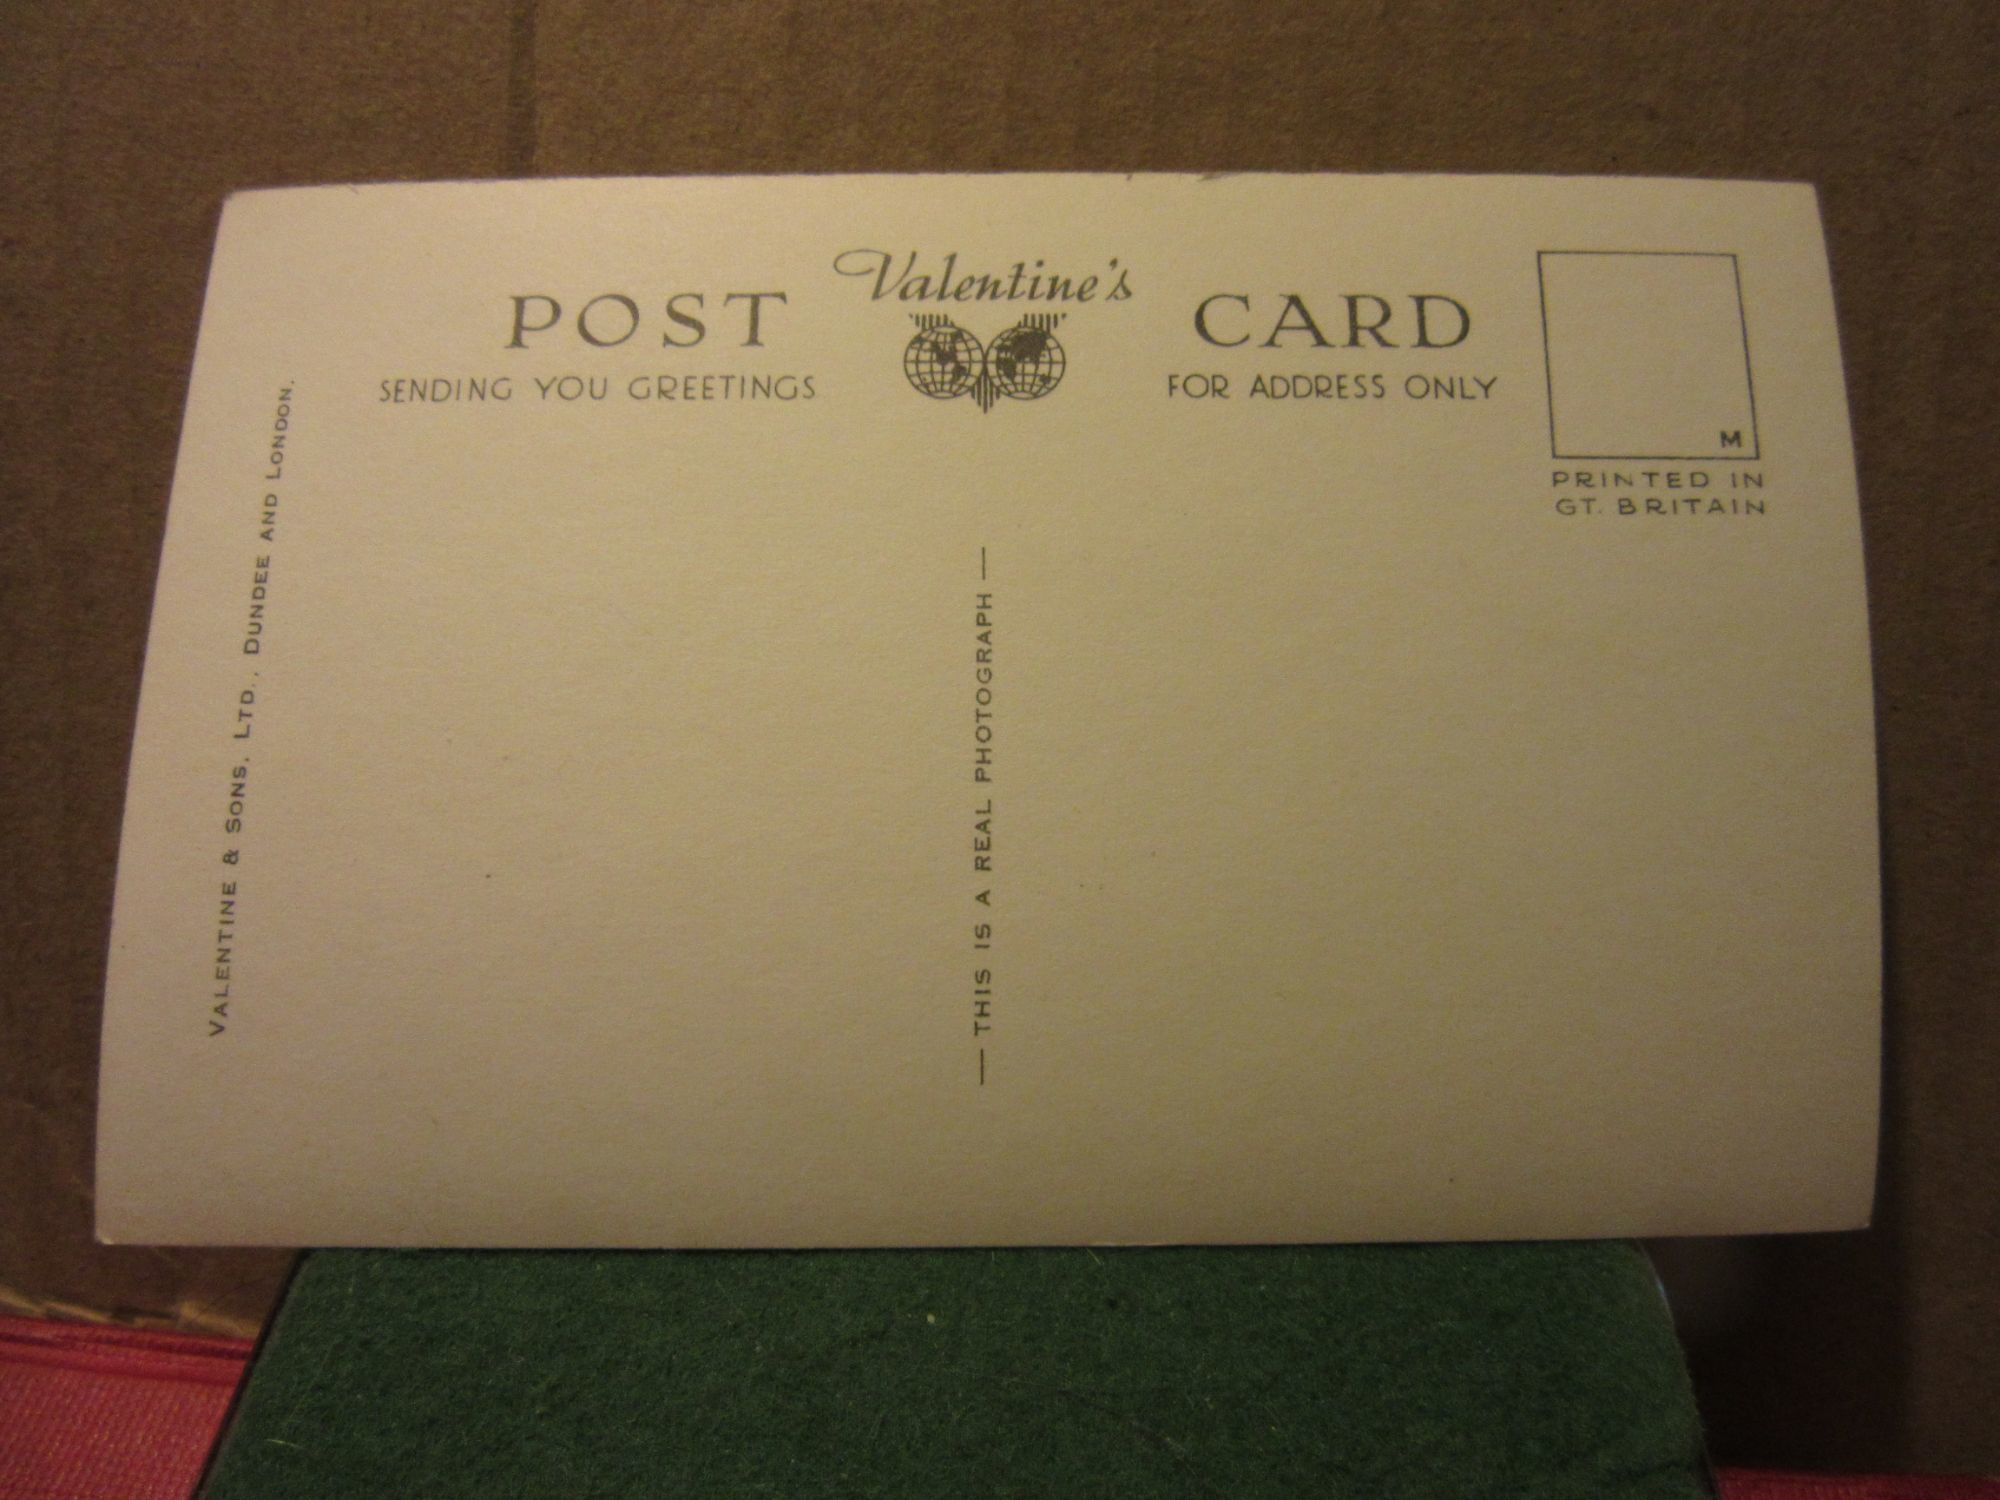 Valentine's
POST CARD
SENDING YOU GREETINGS
FOR ADDRESS ONLY
M
PRINTED IN
GT. BRITAIN
VALENTINE & SONS, LTD., DUNDEE AND LONDON.
— THIS IS A REAL PHOTOGRAPH —